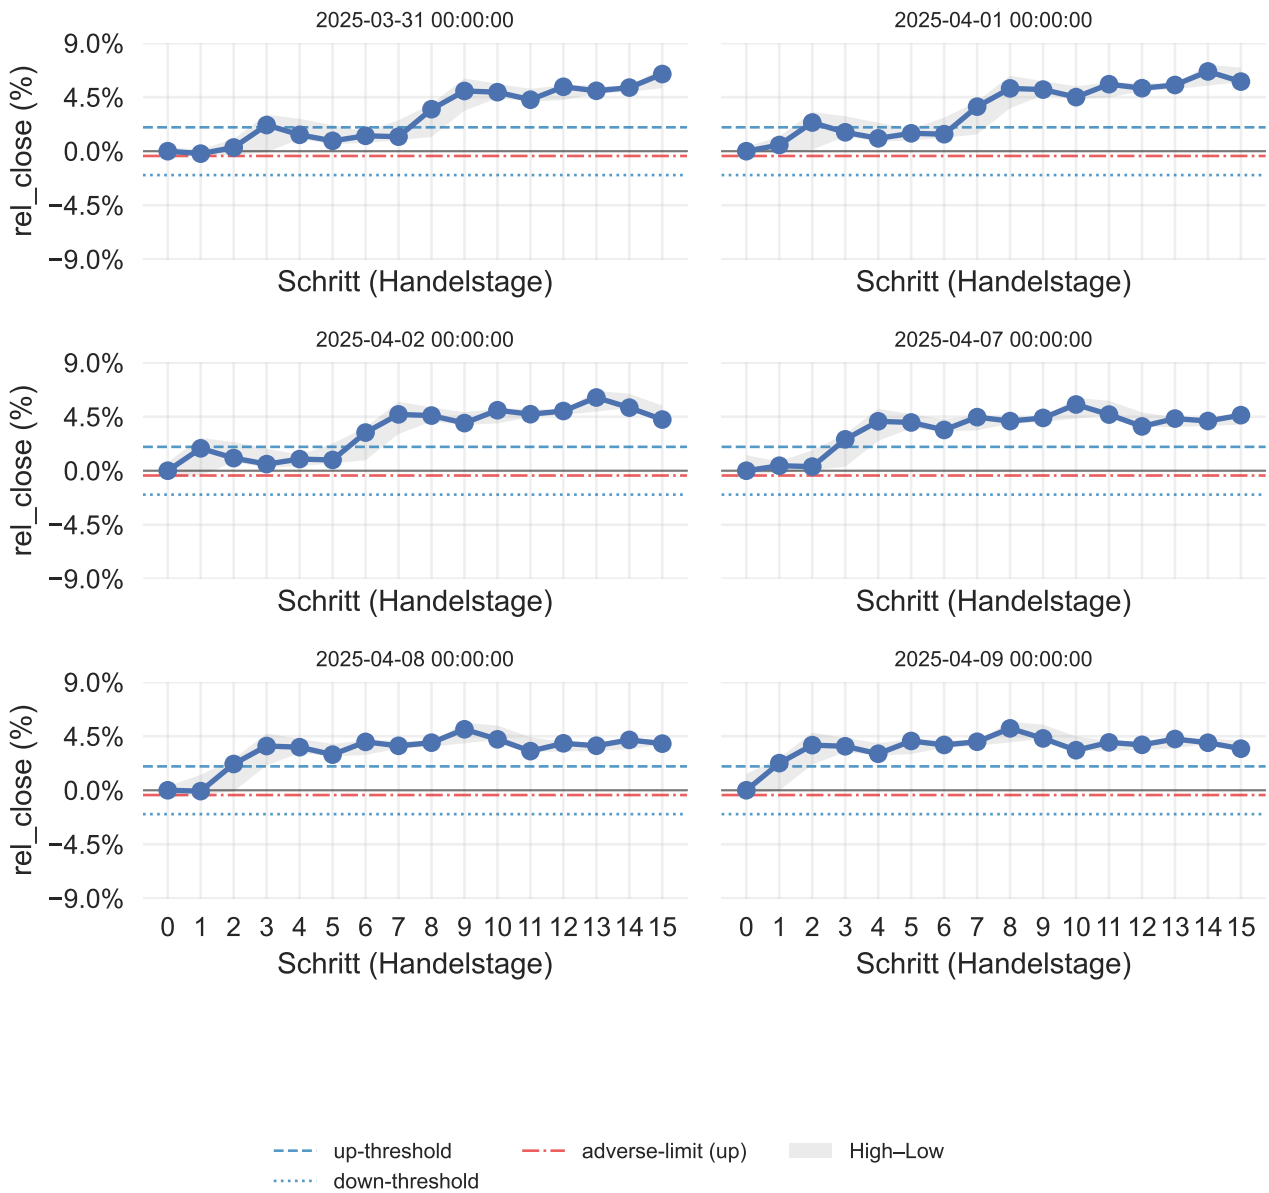 2025-03-31 00:00:00
2025-04-01 00:00:00
9.0%
4.5%
0.0%
−4.5%
−9.0%
rel_close (%)
Schritt (Handelstage)
Schritt (Handelstage)
2025-04-02 00:00:00
2025-04-07 00:00:00
9.0%
4.5%
0.0%
−4.5%
−9.0%
rel_close (%)
Schritt (Handelstage)
Schritt (Handelstage)
2025-04-08 00:00:00
2025-04-09 00:00:00
9.0%
4.5%
0.0%
−4.5%
−9.0%
rel_close (%)
0 1 2 3 4 5 6 7 8 9 10 11 12 13 14 15
0 1 2 3 4 5 6 7 8 9 10 11 12 13 14 15
Schritt (Handelstage)
Schritt (Handelstage)
up-threshold
down-threshold
adverse-limit (up)
High–Low